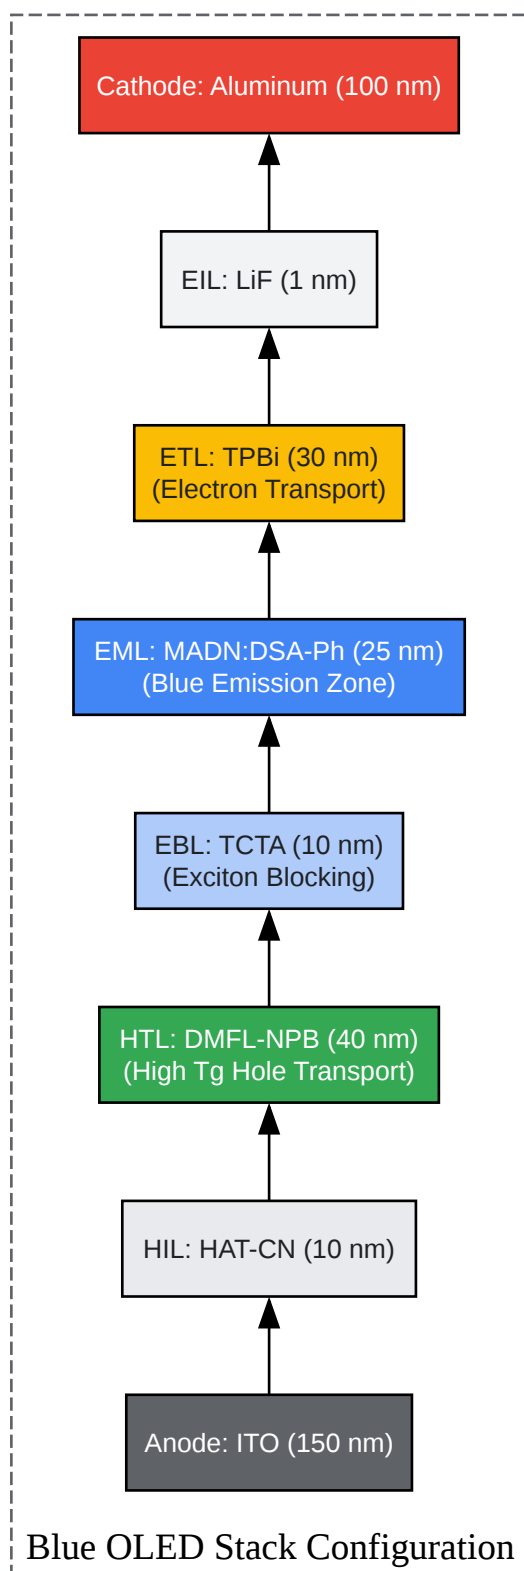 Cathode: Aluminum (100 nm)
EIL: LiF (1 nm)
ETL: TPBi (30 nm)
(Electron Transport)
EML: MADN:DSA-Ph (25 nm)
(Blue Emission Zone)
EBL: TCTA (10 nm)
(Exciton Blocking)
HTL: DMFL-NPB (40 nm)
(High Tg Hole Transport)
HIL: HAT-CN (10 nm)
Anode: ITO (150 nm)
Blue OLED Stack Configuration